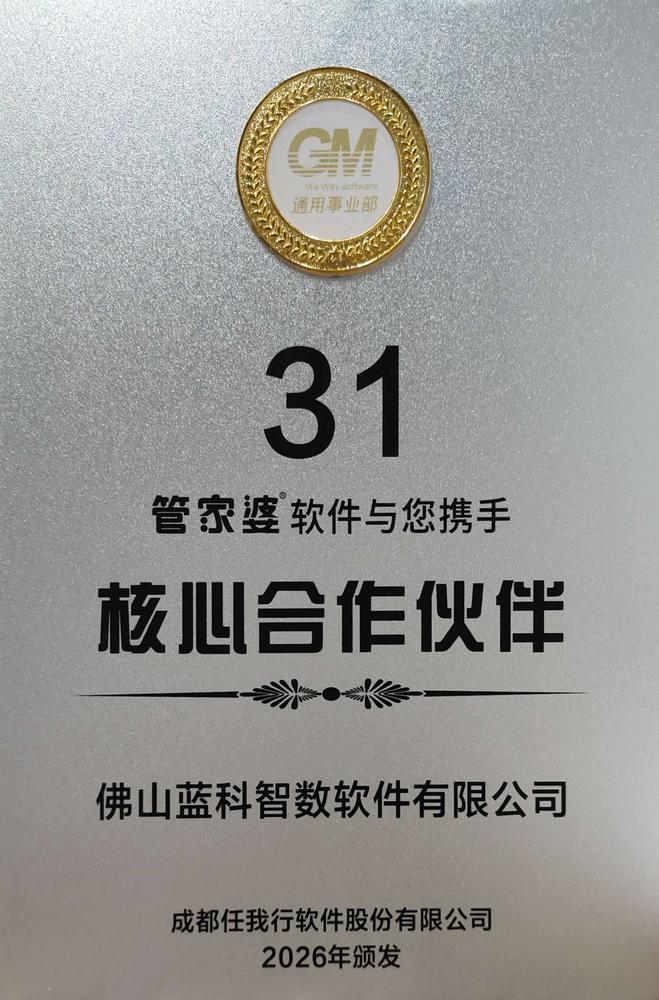 GM
We Way software
通用事业部
31
管家婆®软件与您携手
核心合作伙伴
佛山蓝科智数软件有限公司
成都任我行软件股份有限公司
2026年颁发